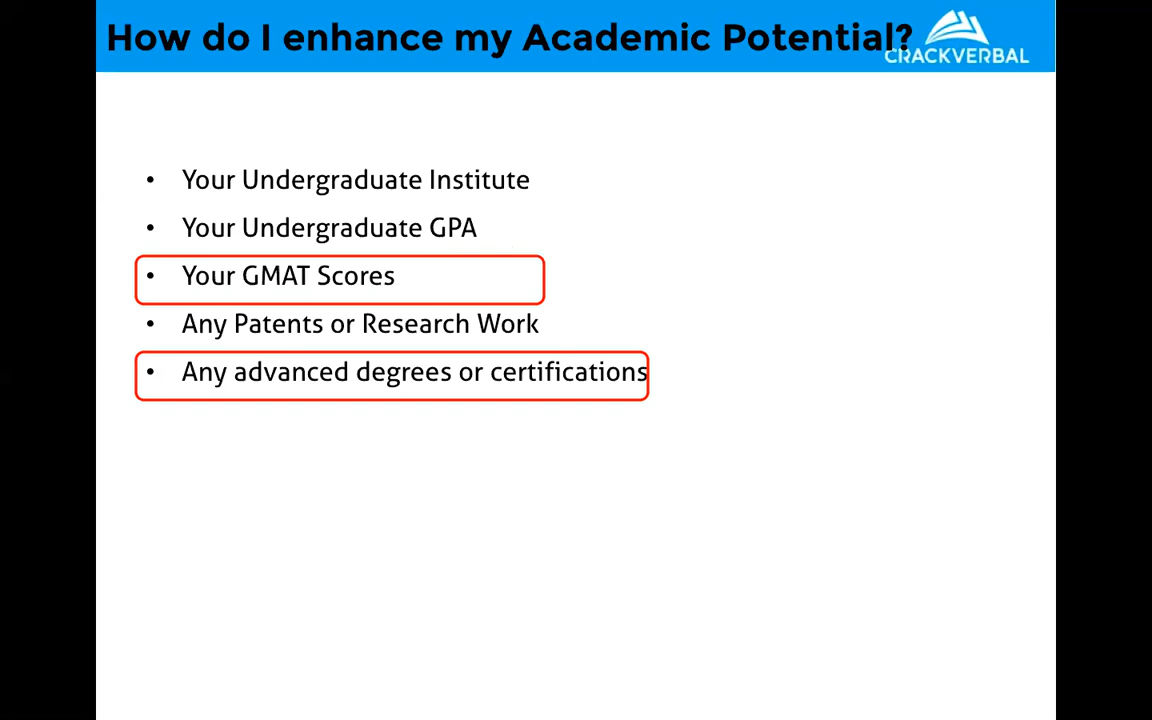 How do I enhance my Academic Potential?
CRACKVERBAL
• Your Undergraduate Institute
• Your Undergraduate GPA
• Your GMAT Scores
• Any Patents or Research Work
• Any advanced degrees or certifications